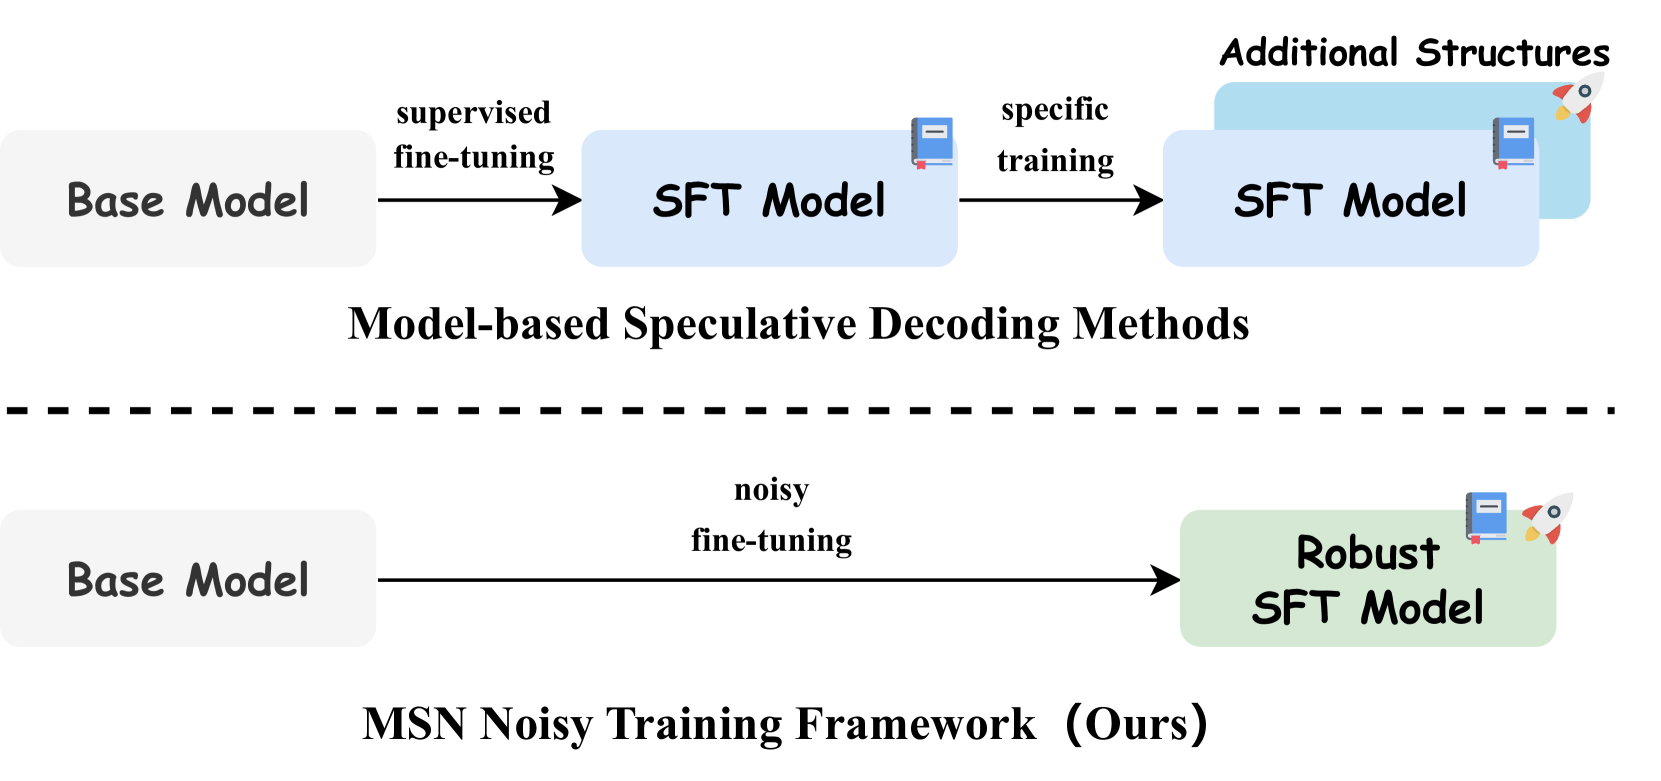 Additional Structures
supervised
fine-tuning
specific
training
Base Model
SFT Model
SFT Model
Model-based Speculative Decoding Methods
noisy
fine-tuning
Base Model
Robust
SFT Model
MSN Noisy Training Framework（Ours）